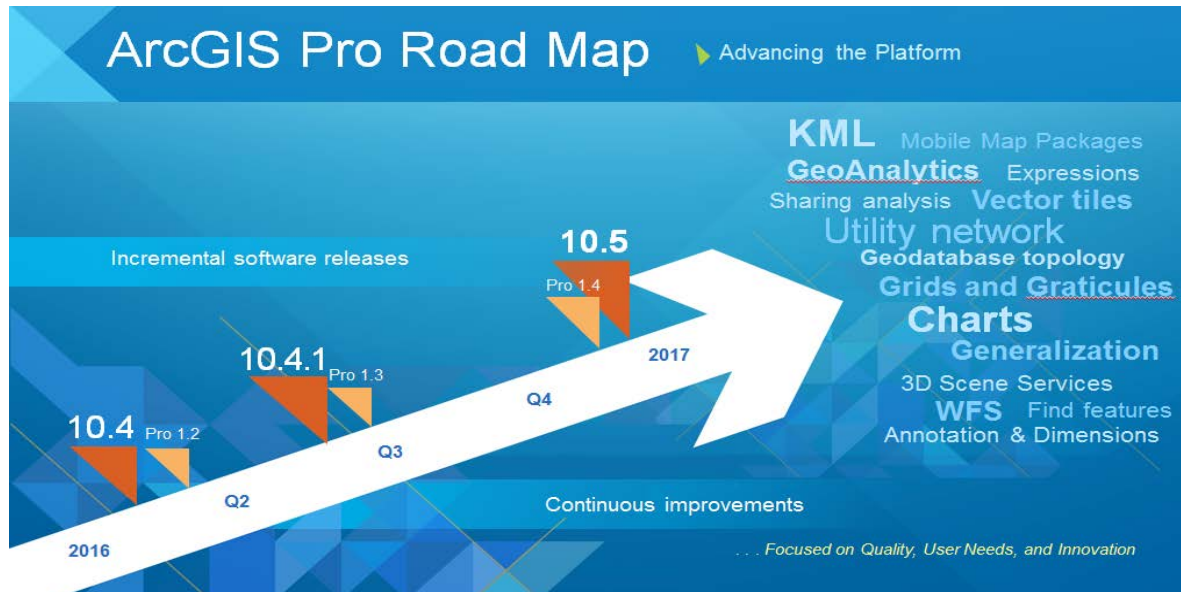 ArcGIS Pro Road Map
Advancing the Platform
KML Mobile Map Packages
GeoAnalytics Expressions
Sharing analysis Vector tiles
Utility network
Geodatabase topology
Grids and Graticules
Charts
Generalization
3D Scene Services
WFS Find features
Annotation & Dimensions
Incremental software releases
10.5
Pro 1.4
10.4.1
Pro 1.3
10.4
Pro 1.2
2016
Q2
Q3
Q4
2017
Continuous improvements
. . . Focused on Quality, User Needs, and Innovation